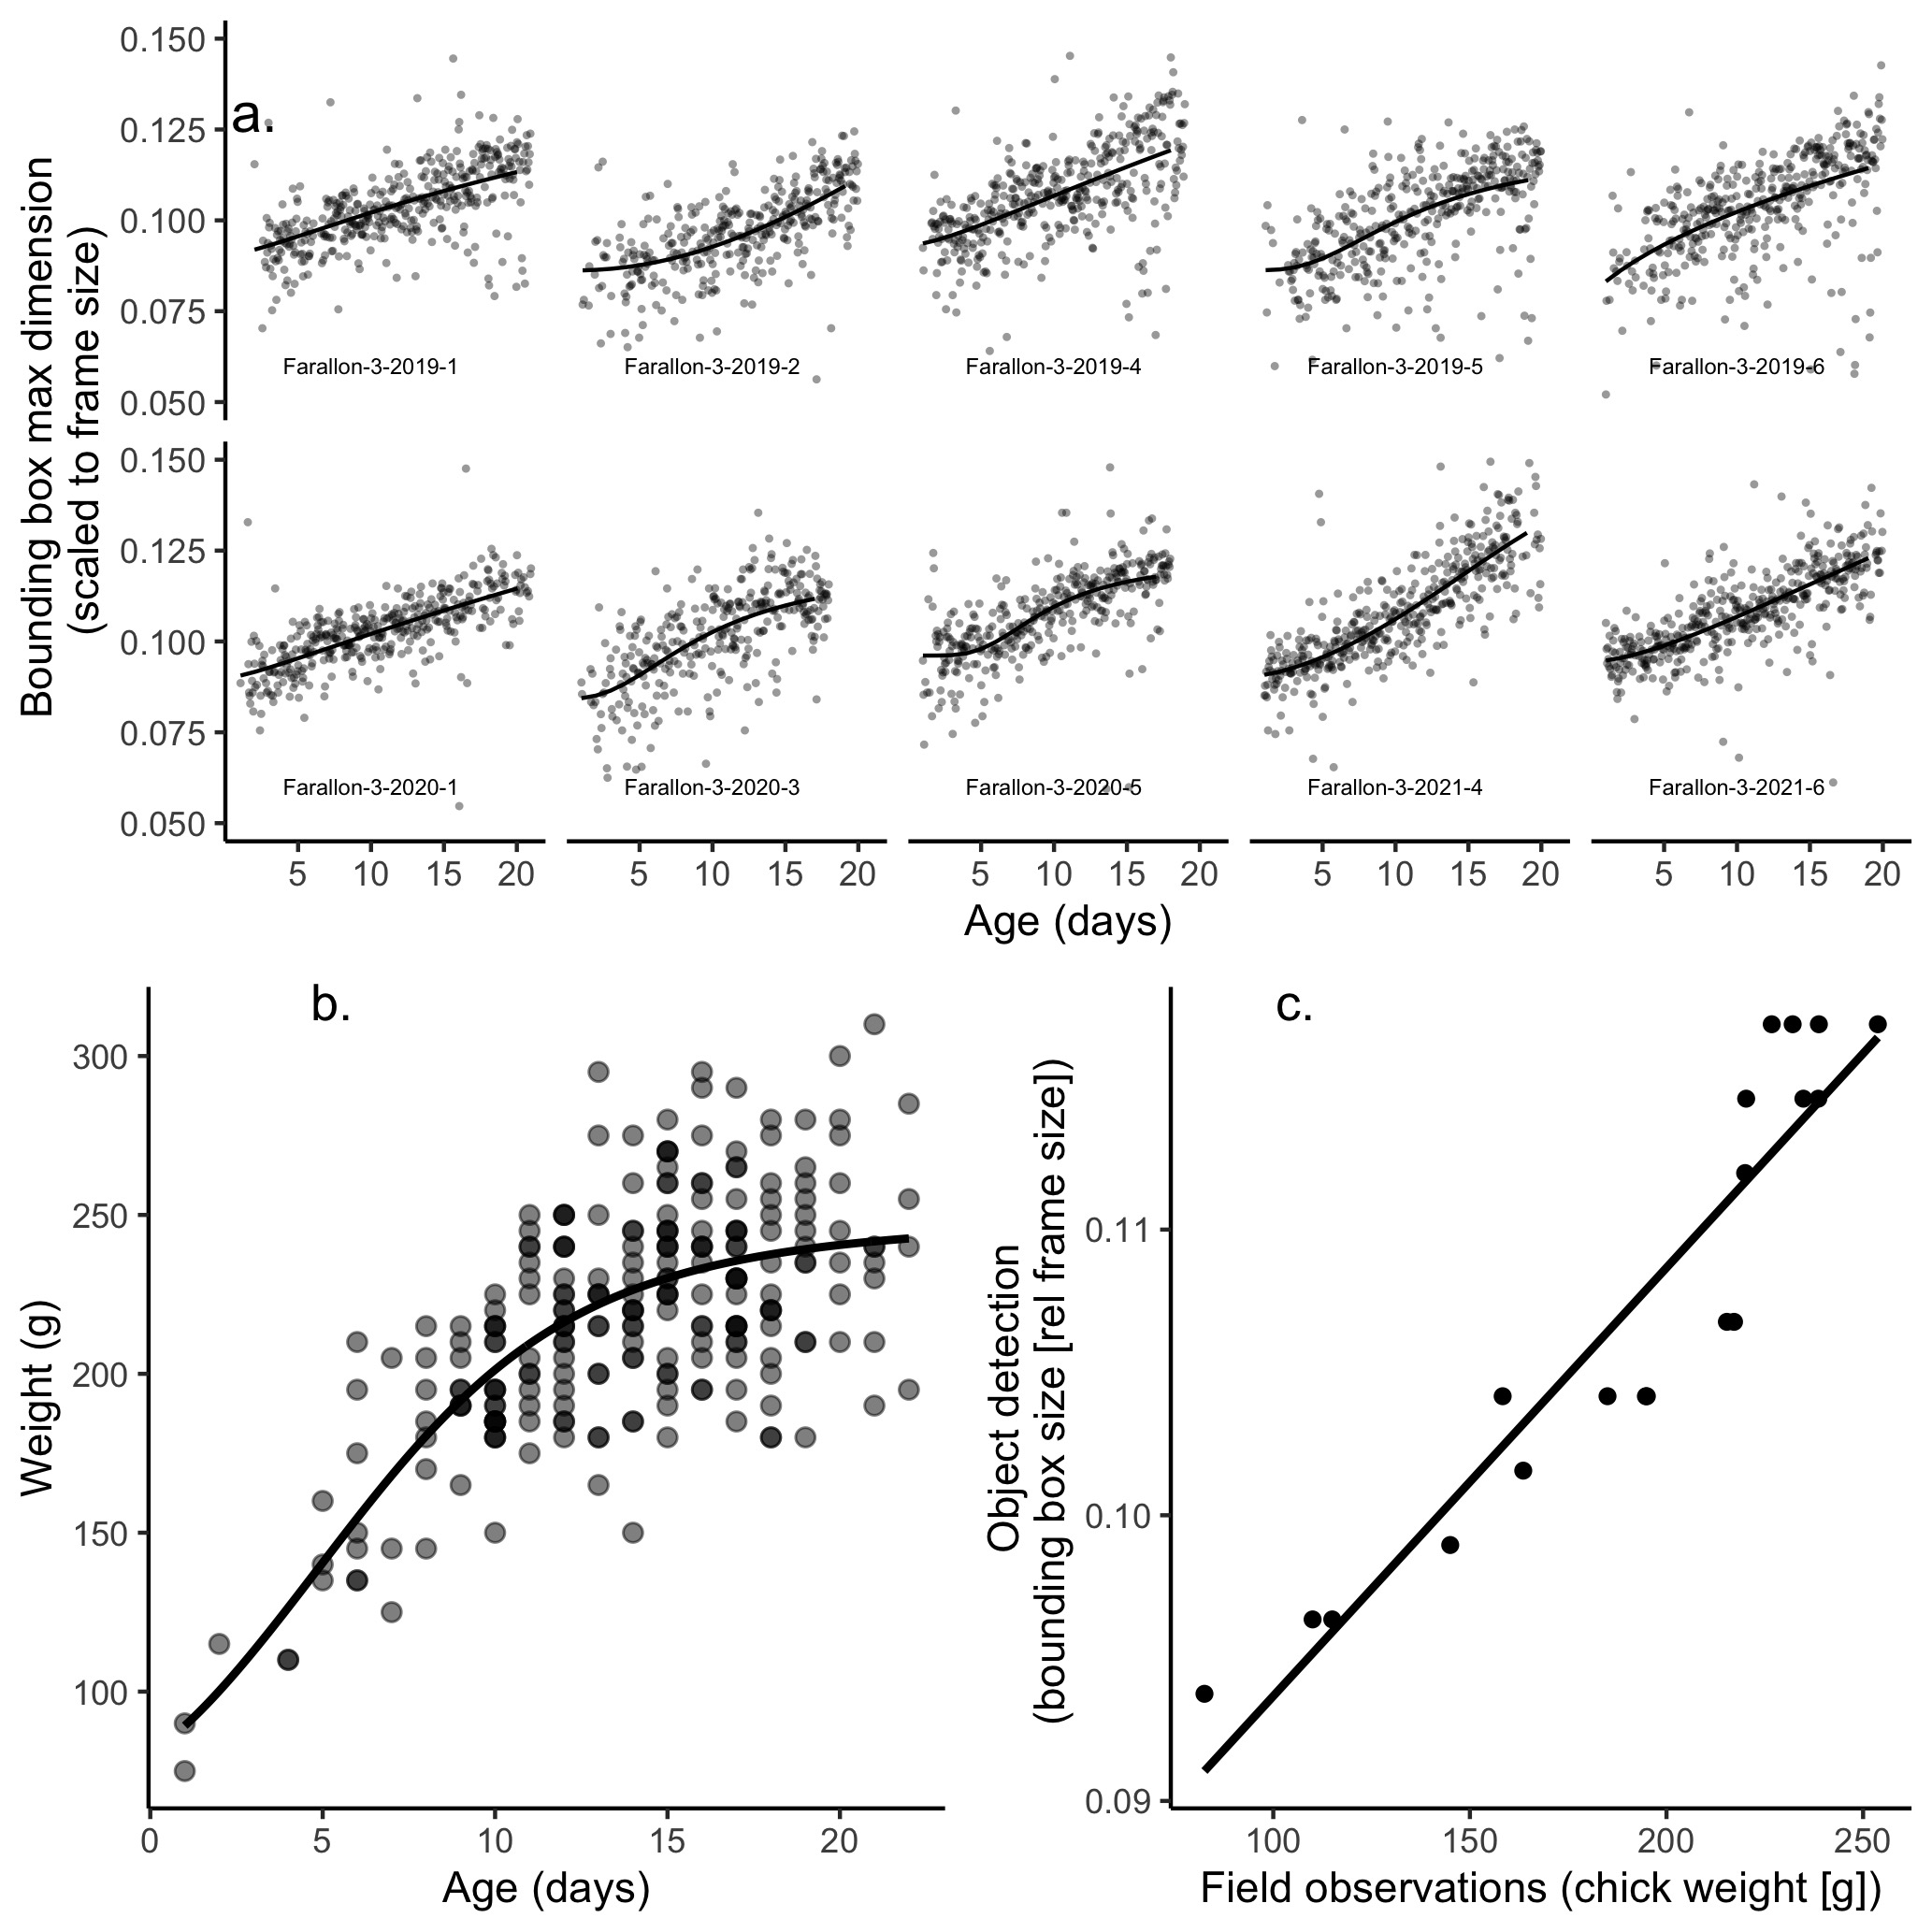 a.
Bounding box max dimension
(scaled to frame size)
0.150
0.125
0.100
0.075
0.050
Farallon-3-2019-1
Farallon-3-2019-2
Farallon-3-2019-4
Farallon-3-2019-5
Farallon-3-2019-6
0.150
0.125
0.100
0.075
0.050
Farallon-3-2020-1
Farallon-3-2020-3
Farallon-3-2020-5
Farallon-3-2021-4
Farallon-3-2021-6
5 10 15 20
5 10 15 20
5 10 15 20
5 10 15 20
5 10 15 20
Age (days)
b.
Weight (g)
300
250
200
150
100
0 5 10 15 20
Age (days)
c.
Object detection
(bounding box size [rel frame size])
0.11
0.10
0.09
100 150 200 250
Field observations (chick weight [g])